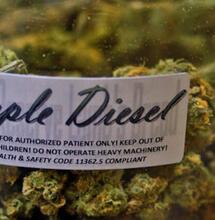 ple Diesel
FOR AUTHORIZED PATIENT ONLY! KEEP OUT OF
CHILDREN! DO NOT OPERATE HEAVY MACHINERY!
ALTH & SAFETY CODE 11362.5 COMPLIANT